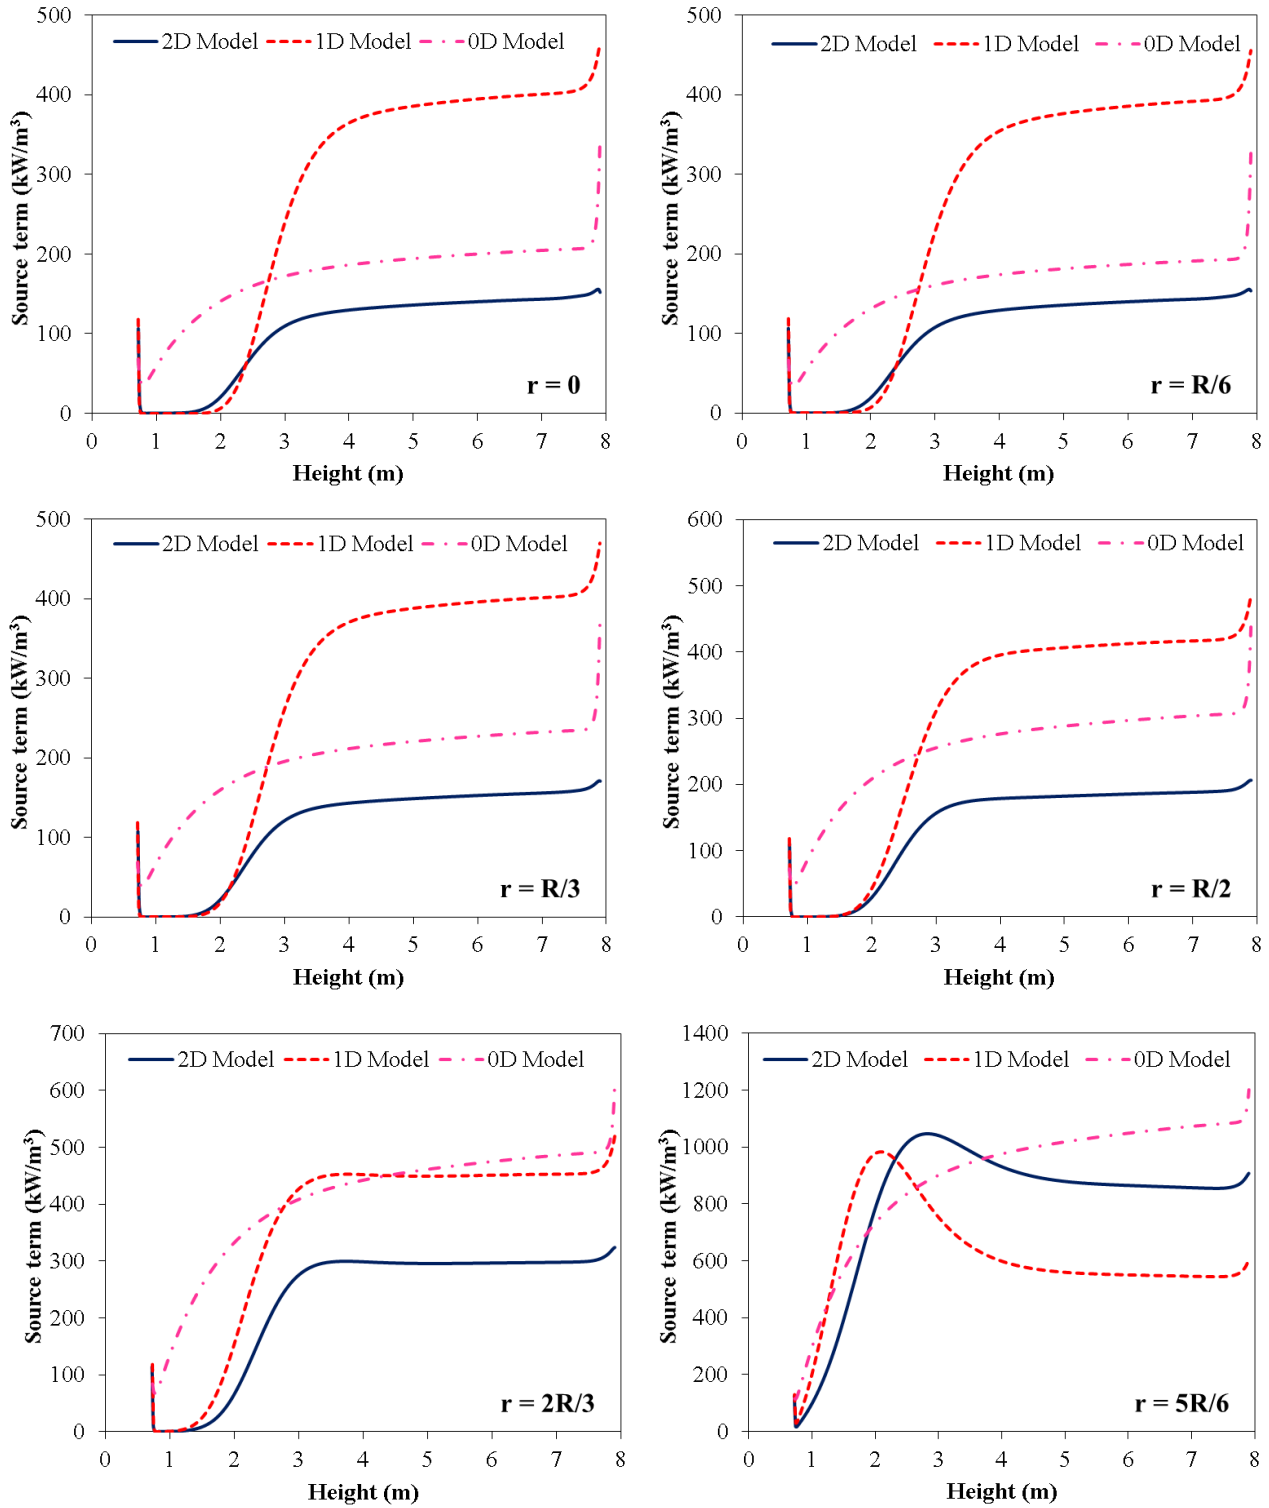 2D Model 1D Model 0D Model
Source term (kW/m³)
500
400
300
200
100
0
0 1 2 3 4 5 6 7 8
Height (m)
r = 0
2D Model 1D Model 0D Model
Source term (kW/m³)
500
400
300
200
100
0
0 1 2 3 4 5 6 7 8
Height (m)
r = R/6
2D Model 1D Model 0D Model
Source term (kW/m³)
500
400
300
200
100
0
0 1 2 3 4 5 6 7 8
Height (m)
r = R/3
2D Model 1D Model 0D Model
Source term (kW/m³)
600
500
400
300
200
100
0
0 1 2 3 4 5 6 7 8
Height (m)
r = R/2
2D Model 1D Model 0D Model
Source term (kW/m³)
700
600
500
400
300
200
100
0
0 1 2 3 4 5 6 7 8
Height (m)
r = 2R/3
2D Model 1D Model 0D Model
Source term (kW/m³)
1400
1200
1000
800
600
400
200
0
0 1 2 3 4 5 6 7 8
Height (m)
r = 5R/6